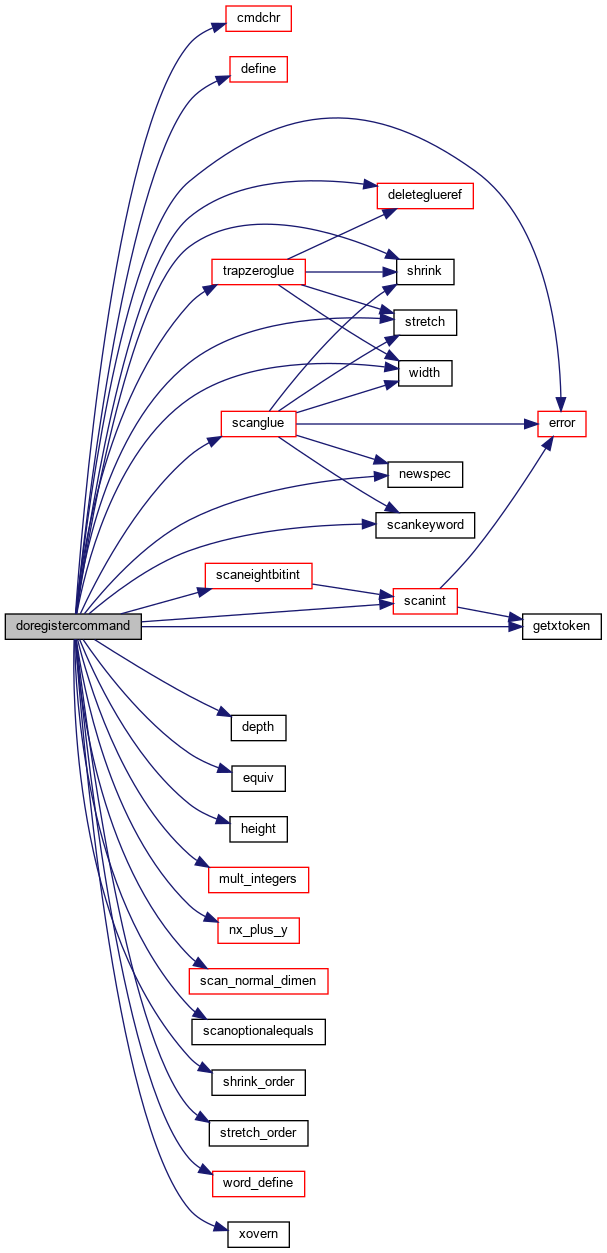 cmdchr
define
deleteglueref
trapzeroglue
shrink
stretch
width
scanglue
error
newspec
scankeyword
scaneightbitint
scanint
doregistercommand
getxtoken
depth
equiv
height
mult_integers
nx_plus_y
scan_normal_dimen
scanoptionalequals
shrink_order
stretch_order
word_define
xovern